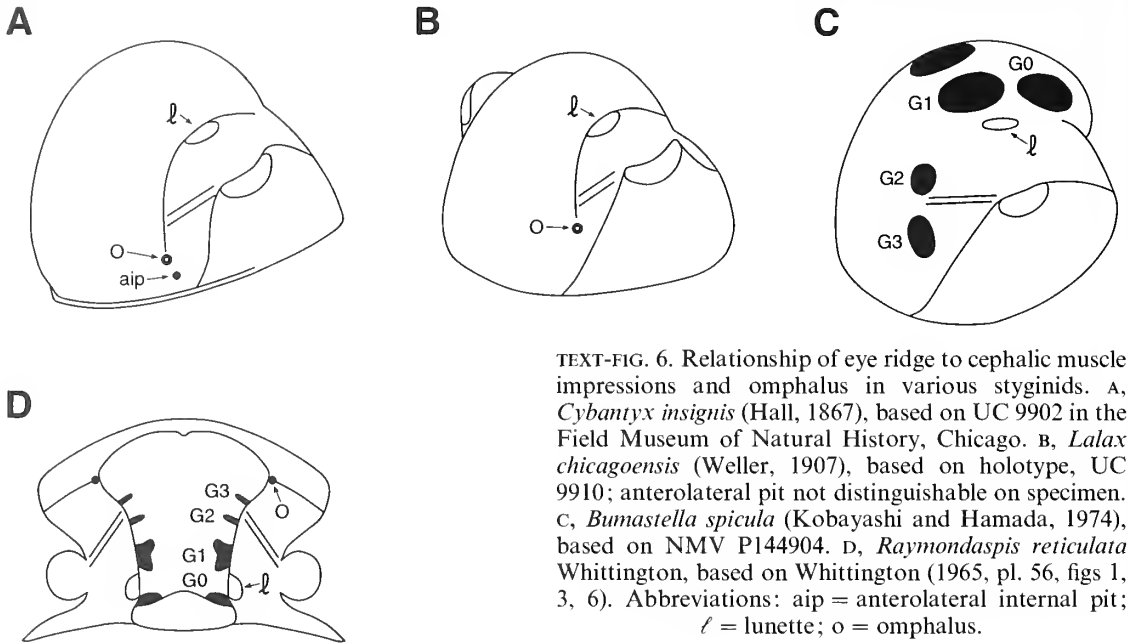 A
B
C
ℓ
ℓ
G0
G1
ℓ
G2
G3
O
aip
O
TEXT-FIG. 6. Relationship of eye ridge to cephalic muscle
impressions and omphalus in various styginids. A,
Cybantyx insignis (Hall, 1867), based on UC 9902 in the
Field Museum of Natural History, Chicago. B, Lalax
chicagoensis (Weller, 1907), based on holotype, UC
9910; anterolateral pit not distinguishable on specimen.
C, Bumastella spicula (Kobayashi and Hamada, 1974),
based on NMV P144904. D, Raymondaspis reticulata
Whittington, based on Whittington (1965, pl. 56, figs 1,
3, 6). Abbreviations: aip = anterolateral internal pit;
ℓ = lunette; o = omphalus.
D
G3
O
G2
G1
G0
ℓ